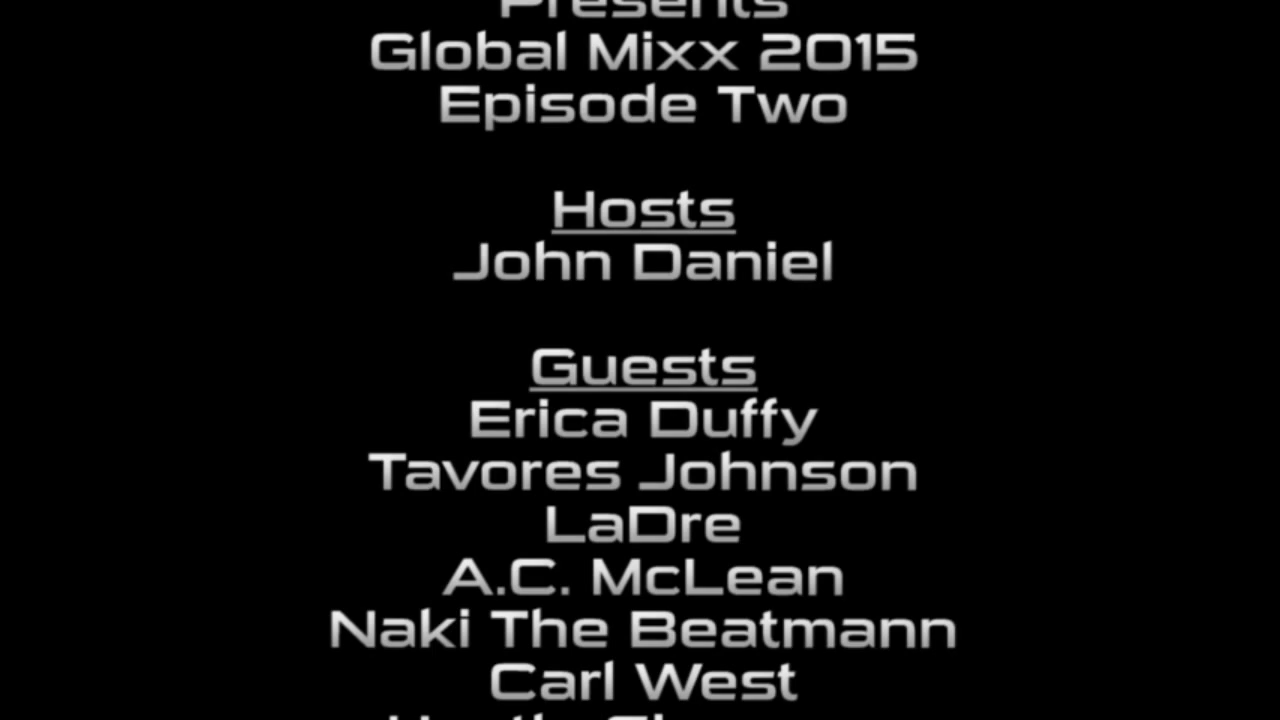 Presents
Global Mixx 2015
Episode Two
Hosts
John Daniel
Guests
Erica Duffy
Tavores Johnson
LaDre
A.C. McLean
Naki The Beatmann
Carl West